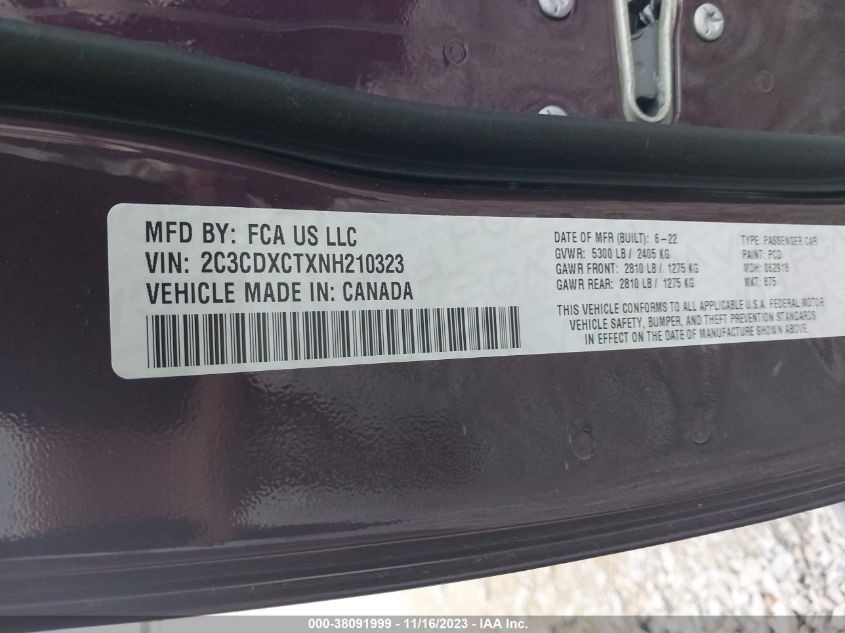 MFD BY: FCA US LLC
VIN: 2C3CDXCTXNH210323
VEHICLE MADE IN: CANADA
DATE OF MFR (BUILT): 6-22
GVWR: 5300 LB / 2405 KG
GAWR FRONT: 2810 LB / 1275 KG
GAWR REAR: 2810 LB / 1275 KG
TYPE: PASSENGER CAR
PAINT: PCD
MDH: 062918
MKT: 875
THIS VEHICLE CONFORMS TO ALL APPLICABLE U.S.A. FEDERAL MOTOR
VEHICLE SAFETY, BUMPER, AND THEFT PREVENTION STANDARDS
IN EFFECT ON THE DATE OF MANUFACTURE SHOWN ABOVE.
000-38091999 - 11/16/2023 - IAA Inc.